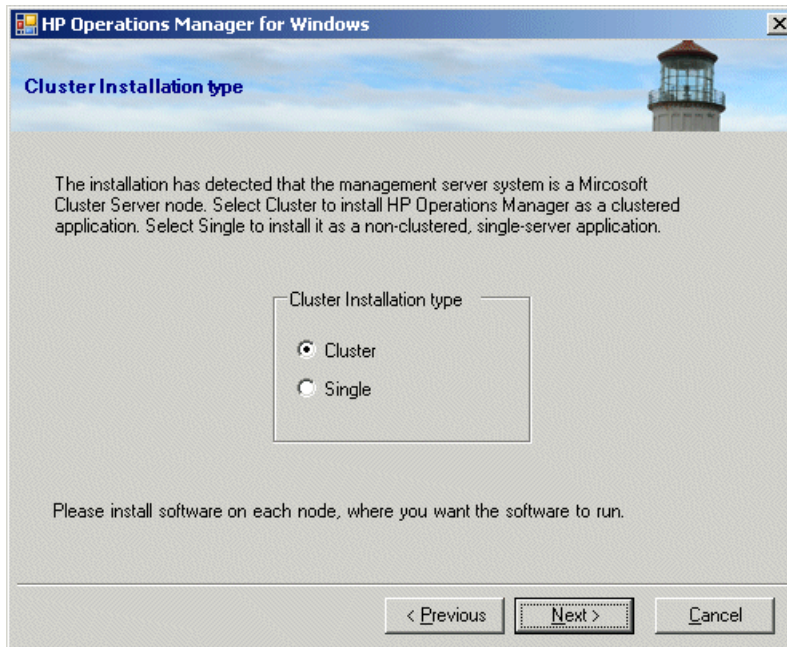 HP Operations Manager for Windows
Cluster Installation type
The installation has detected that the management server system is a Mircosoft
Cluster Server node. Select Cluster to install HP Operations Manager as a clustered
application. Select Single to install it as a non-clustered, single-server application.
Cluster Installation type
Cluster
Single
Please install software on each node, where you want the software to run.
< Previous Next > Cancel